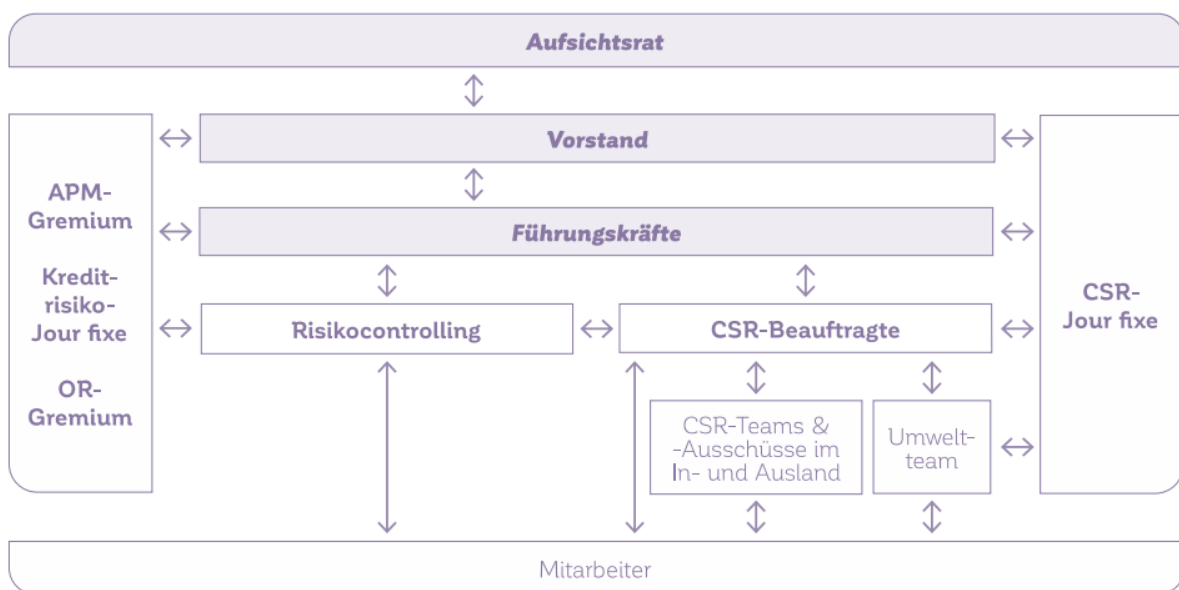 Aufsichtsrat
Vorstand
APM-
Gremium
Kredit-
risiko-
Jour fixe
OR-
Gremium
Führungskräfte
Risikocontrolling
CSR-Beauftragte
CSR-
Jour fixe
CSR-Teams &
-Ausschüsse im
In- und Ausland
Umwelt-
team
Mitarbeiter